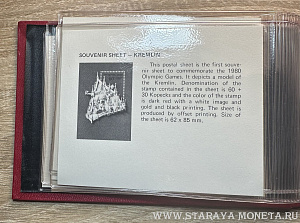 SOUVENIR SHEET – KREMLIN
This postal sheet is the first souve-
nir sheet to commemorate the 1980
Olympic Games. It depicts a model
of the Kremlin. Denomination of the
stamp contained in the sheet is 60 +
30 Kopecks and the color of the stamp
is dark red with a white image and
gold and black printing. The sheet is
produced by offset printing. Size of
the sheet is 62 x 85 mm.
WWW.STARAYA-MONETA.RU